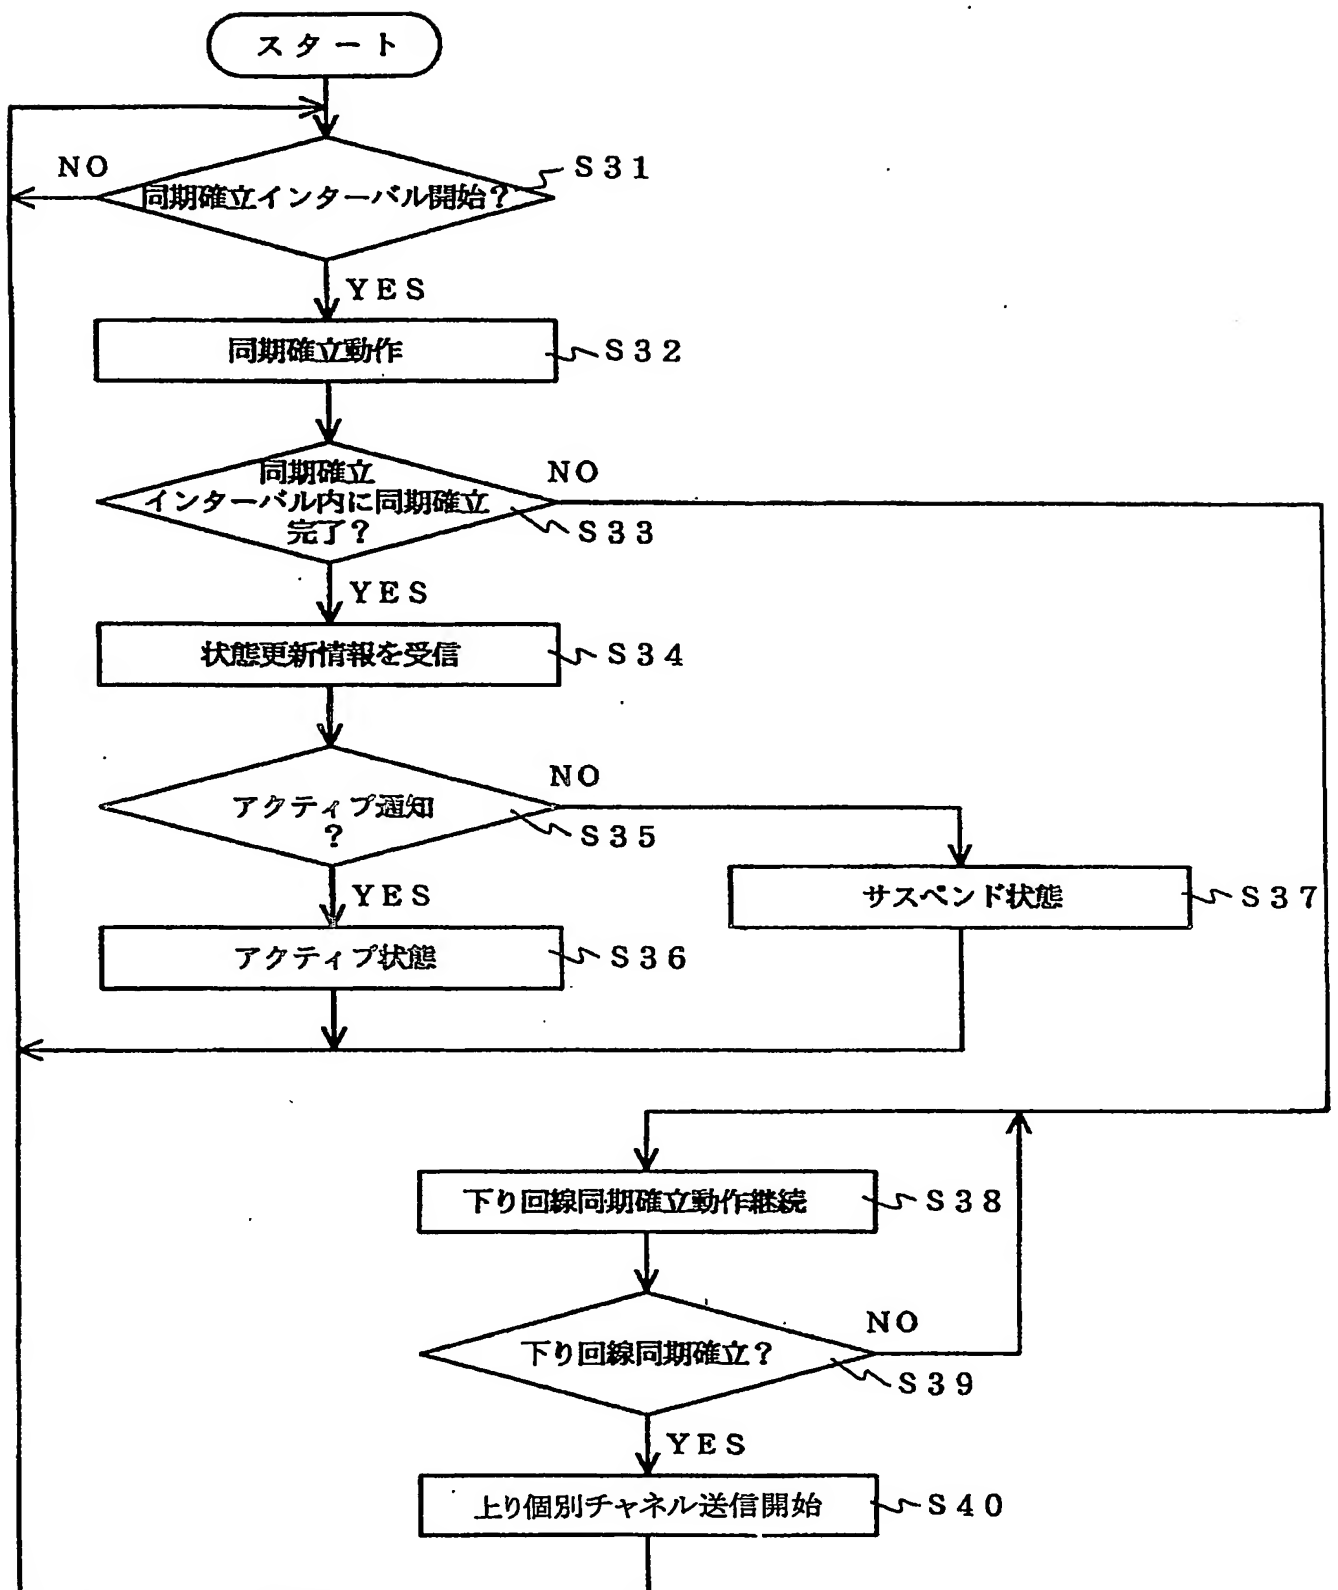 スタート
NO
同期確立インターバル開始？
S31
YES
同期確立動作
S32
同期確立
インターバル内に同期確立
完了？
NO
S33
YES
状態更新情報を受信
S34
アクティブ通知
？
NO
S35
YES
サスペンド状態
S37
アクティブ状態
S36
下り回線同期確立動作継続
S38
下り回線同期確立？
NO
S39
YES
上り個別チャネル送信開始
S40